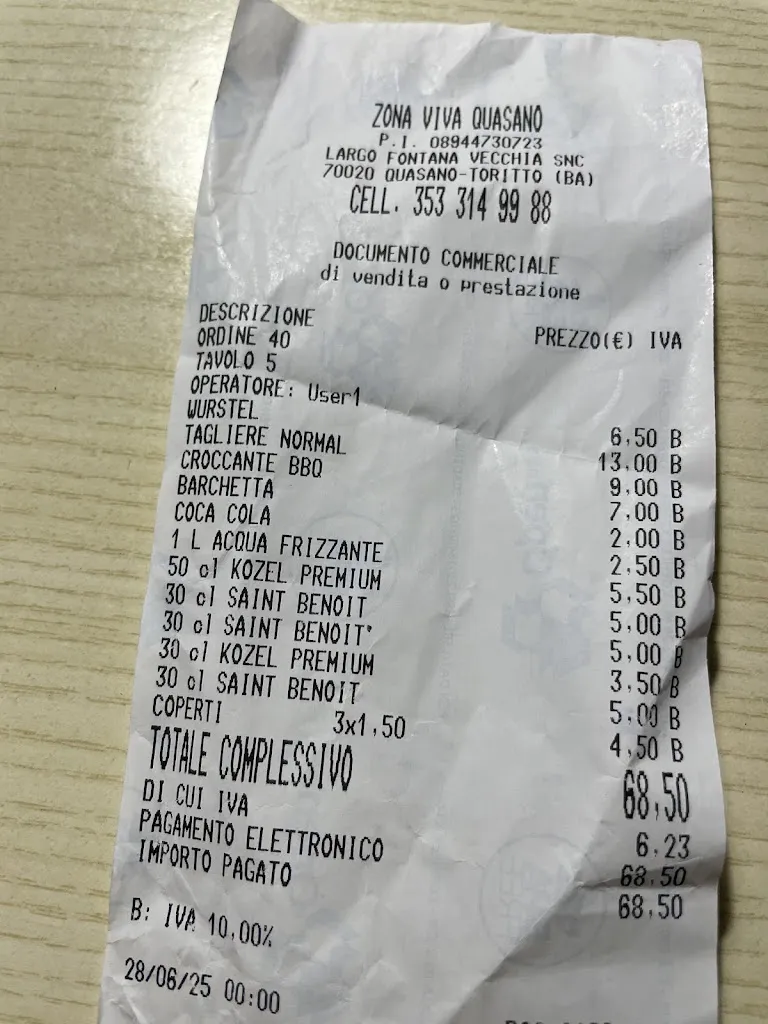 ZONA VIVA QUASANO
P.I. 08944730723
LARGO FONTANA VECCHIA SNC
70020 QUASANO-TORITTO (BA)
CELL. 353 314 99 88
DOCUMENTO COMMERCIALE
di vendita o prestazione
DESCRIZIONE PREZZO(€) IVA
ORDINE 40
TAVOLO 5
OPERATORE: User1
WURSTEL 6,50 B
TAGLIERE NORMAL 13,00 B
CROCCANTE BBQ 9,00 B
BARCHETTA 7,00 B
COCA COLA 2,00 B
1 L ACQUA FRIZZANTE 2,50 B
50 cl KOZEL PREMIUM 5,50 B
30 cl SAINT BENOIT 5,00 B
30 cl SAINT BENOIT' 5,00 B
30 cl KOZEL PREMIUM 3,50 B
30 cl SAINT BENOIT 5,00 B
COPERTI 3x1,50 4,50 B
TOTALE COMPLESSIVO 68,50
DI CUI IVA 6,23
PAGAMENTO ELETTRONICO 68,50
IMPORTO PAGATO 68,50
B: IVA 10,00%
28/06/25 00:00